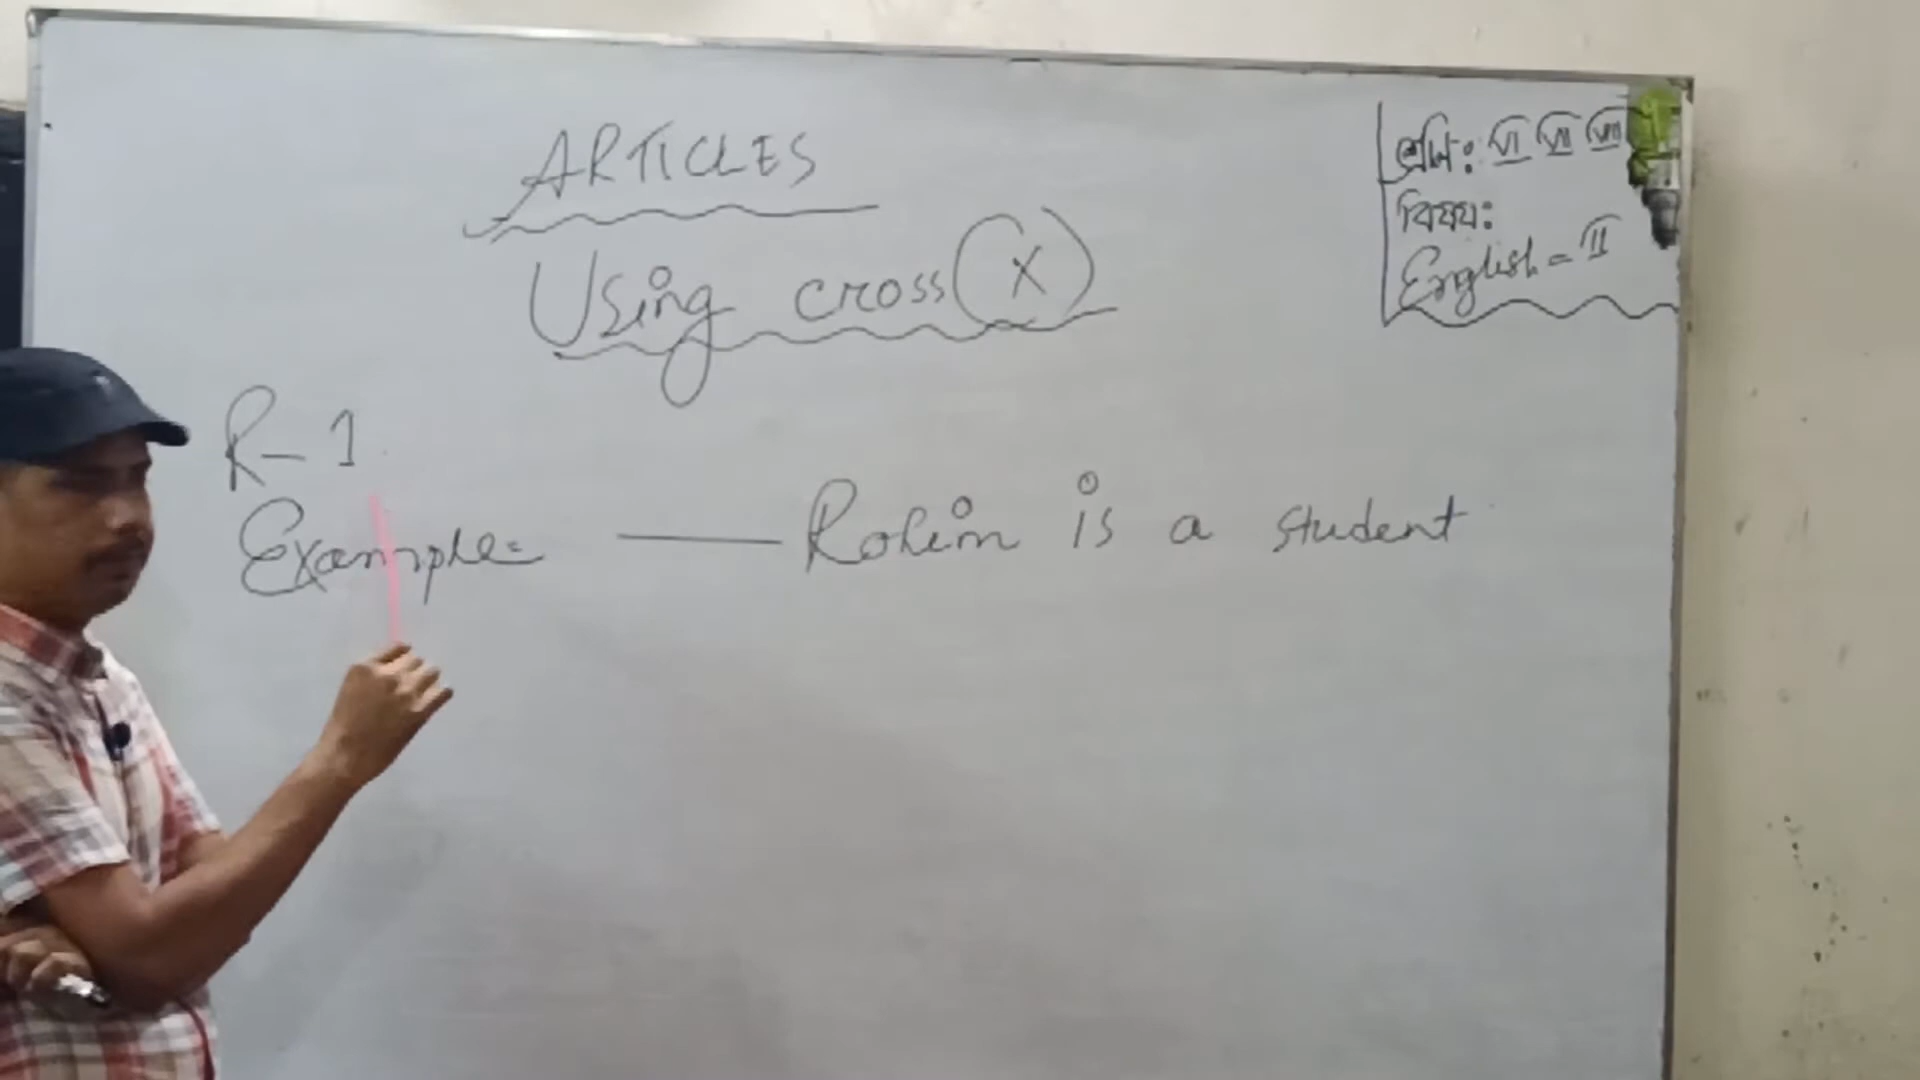 ARTICLES
Using cross (X)
শ্রেণি: VI VII VIII
বিষয়:
English = II
R-1
Example: — Rohim is a student